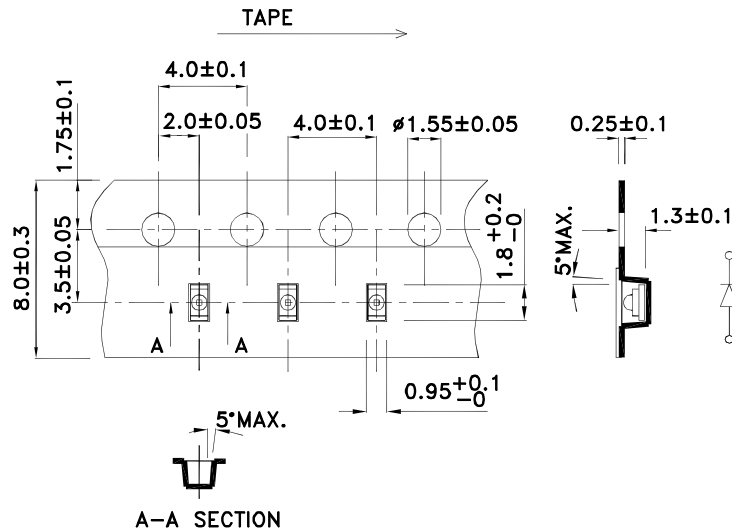 TAPE
4.0±0.1
2.0±0.05
4.0±0.1
ø1.55±0.05
0.25±0.1
1.75±0.1
8.0±0.3
3.5±0.05
1.8+0.2
-0
5°MAX.
1.3±0.1
A A
0.95+0.1
-0
5°MAX.
A-A SECTION